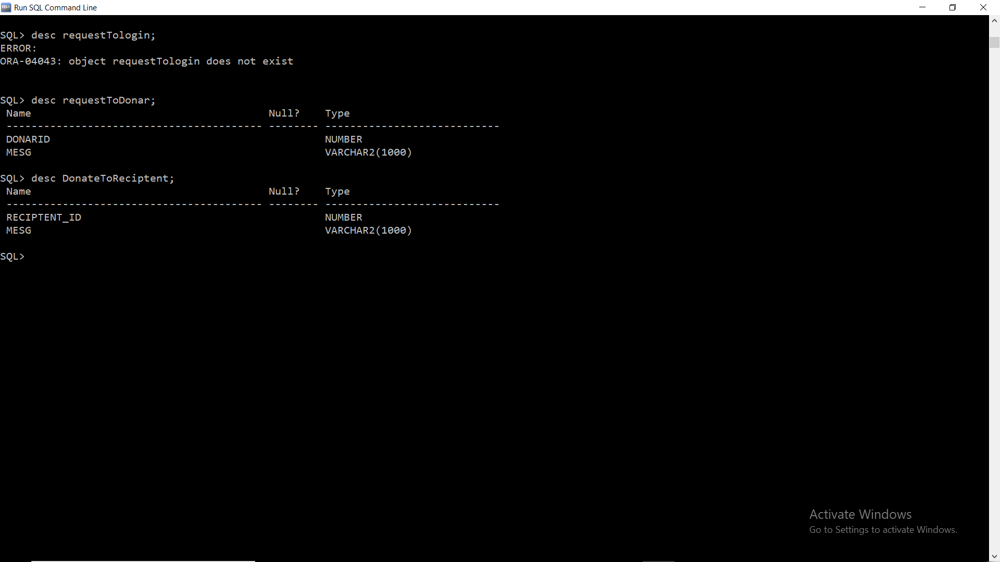 Run SQL Command Line
SQL> desc requestTologin;
ERROR:
ORA-04043: object requestTologin does not exist
SQL> desc requestToDonar;
Name Null? Type
----------------------------------------- -------- ----------------------------
DONARID NUMBER
MESG VARCHAR2(1000)
SQL> desc DonateToReciptent;
Name Null? Type
----------------------------------------- -------- ----------------------------
RECIPTENT_ID NUMBER
MESG VARCHAR2(1000)
SQL>
Activate Windows
Go to Settings to activate Windows.